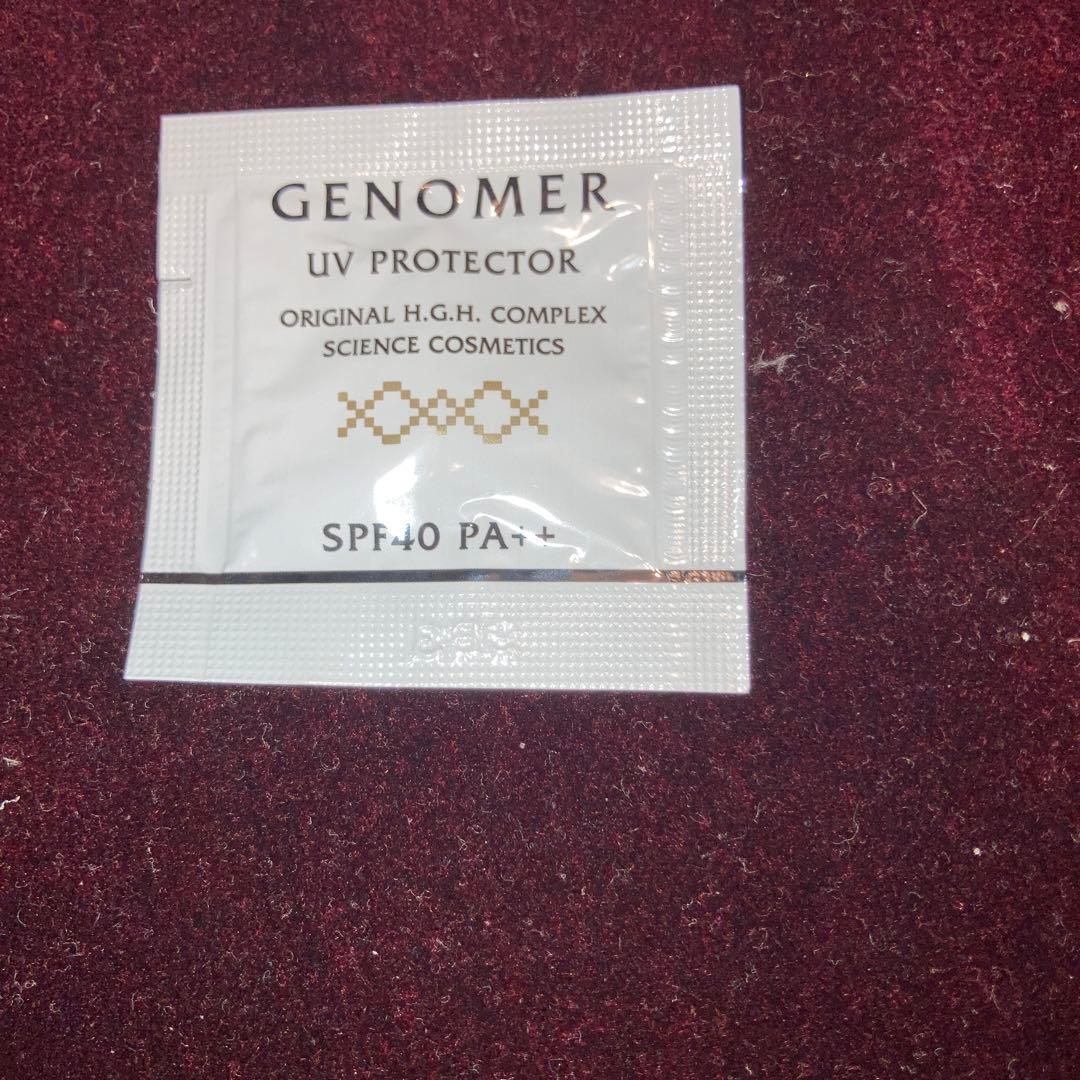 GENOMER
UV PROTECTOR
ORIGINAL H.G.H. COMPLEX
SCIENCE COSMETICS
SPF40 PA++